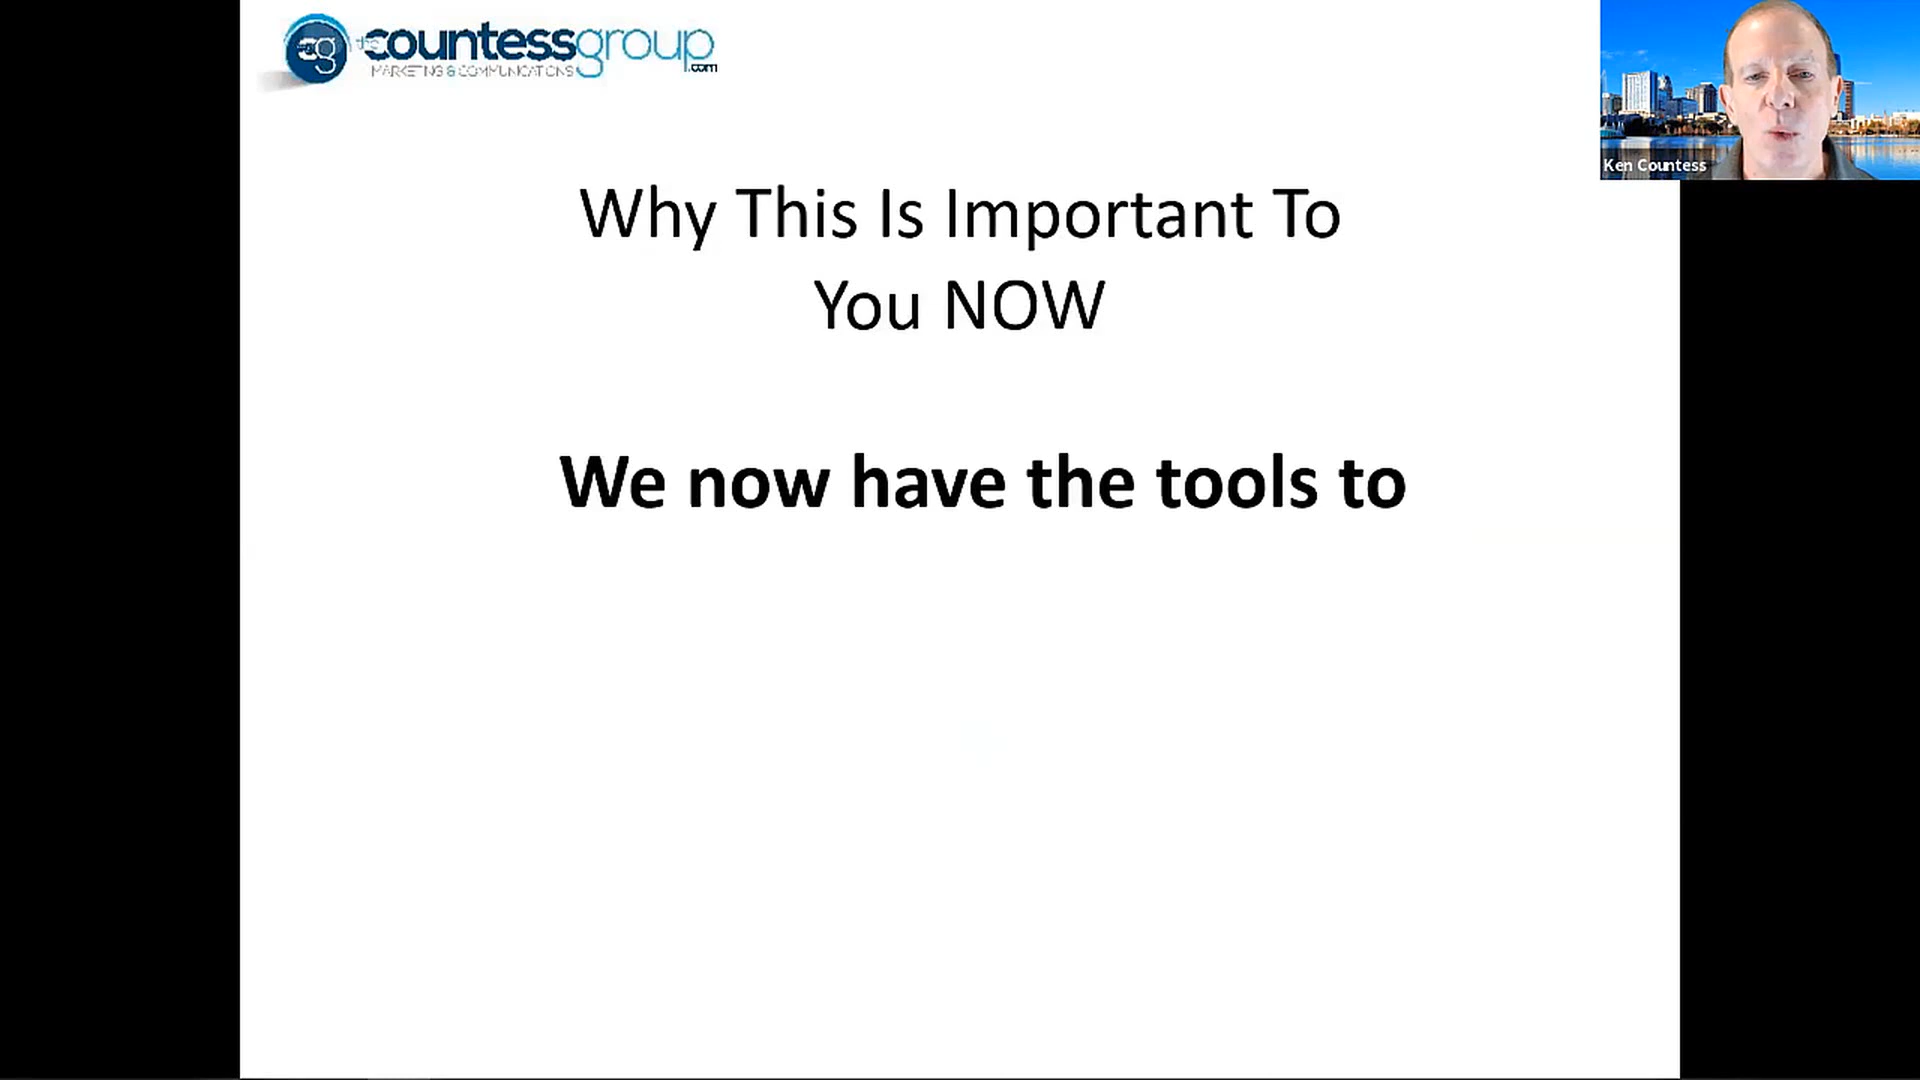 the countessgroup.com
MARKETING & COMMUNICATIONS
Ken Countess
Why This Is Important To
You NOW
We now have the tools to